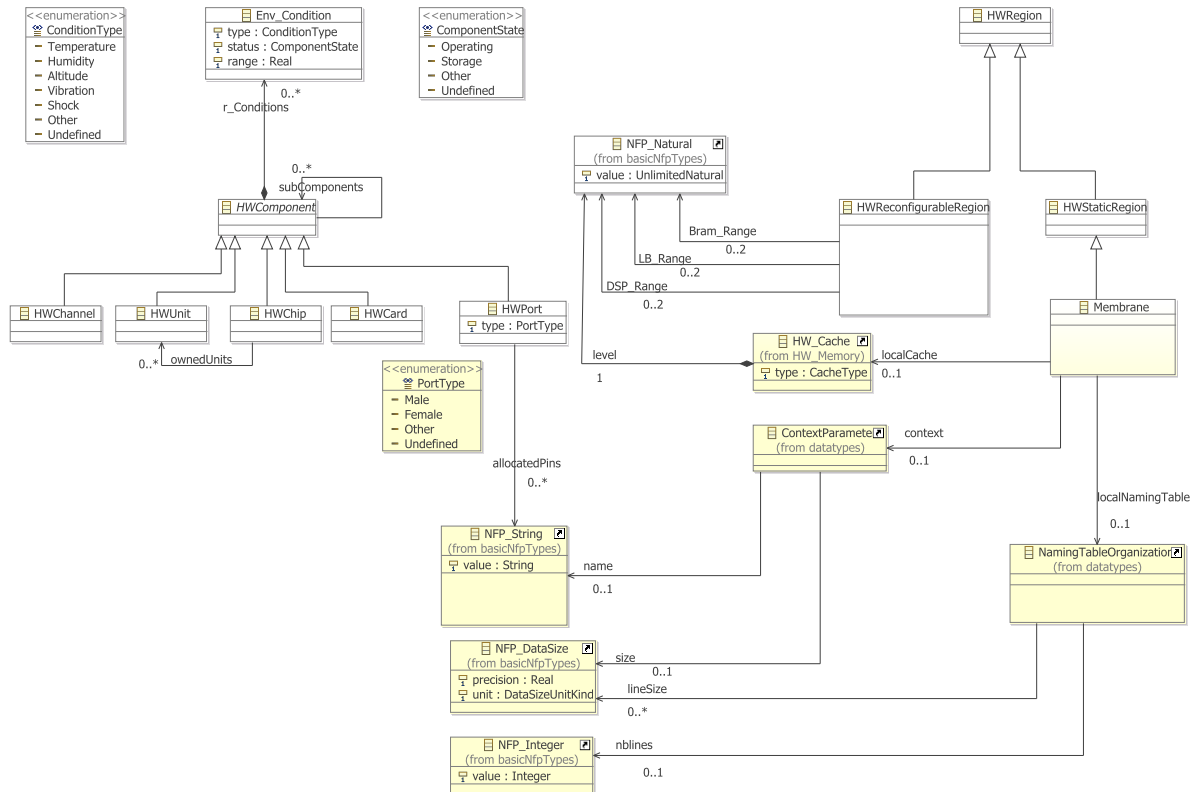 <<enumeration>>
ConditionType
Temperature
Humidity
Altitude
Vibration
Shock
Other
Undefined
Env_Condition
type : ConditionType
status : ComponentState
range : Real
<<enumeration>>
ComponentState
Operating
Storage
Other
Undefined
HWRegion
0..*
r_Conditions
NFP_Natural
(from basicNfpTypes)
value : UnlimitedNatural
0..*
subComponents
HWComponent
HWReconfigurableRegion
HWStaticRegion
Bram_Range
0..2
LB_Range
0..2
DSP_Range
0..2
HWChannel
HWUnit
HWChip
HWCard
HWPort
type : PortType
Membrane
0..*
ownedUnits
level
1
HW_Cache
(from HW_Memory)
type : CacheType
localCache
0..1
<<enumeration>>
PortType
Male
Female
Other
Undefined
ContextParamete
(from datatypes)
context
0..1
allocatedPins
0..*
localNamingTable
0..1
NFP_String
(from basicNfpTypes)
value : String
name
0..1
NamingTableOrganization
(from datatypes)
NFP_DataSize
(from basicNfpTypes)
precision : Real
unit : DataSizeUnitKind
size
0..1
lineSize
0..*
NFP_Integer
(from basicNfpTypes)
value : Integer
nblines
0..1